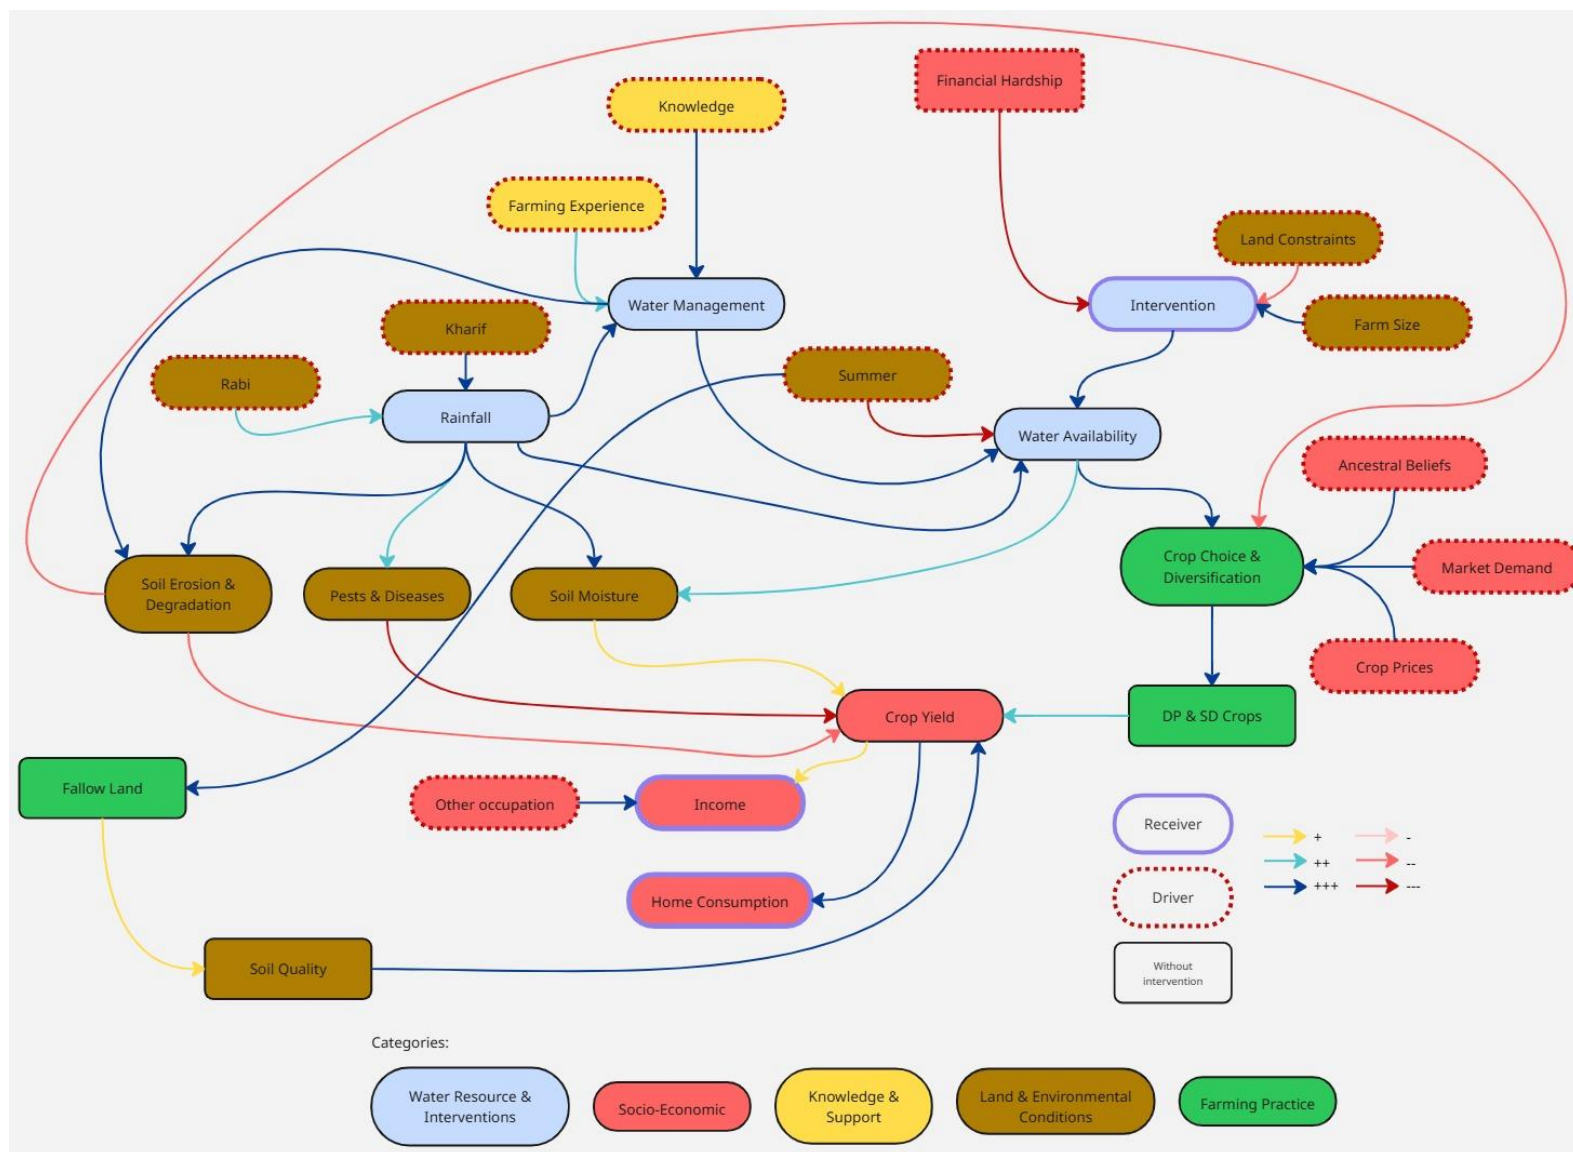 Financial Hardship
Knowledge
Farming Experience
Land Constraints
Water Management
Intervention
Kharif
Farm Size
Rabi
Summer
Rainfall
Water Availability
Ancestral Beliefs
Crop Choice &
Diversification
Market Demand
Soil Erosion &
Degradation
Pests & Diseases
Soil Moisture
Crop Prices
Crop Yield
DP & SD Crops
Fallow Land
Other occupation
Income
Home Consumption
Soil Quality
Receiver
Driver
Without
intervention
+
++
+++
-
--
---
Categories:
Water Resource &
Interventions
Socio-Economic
Knowledge &
Support
Land & Environmental
Conditions
Farming Practice